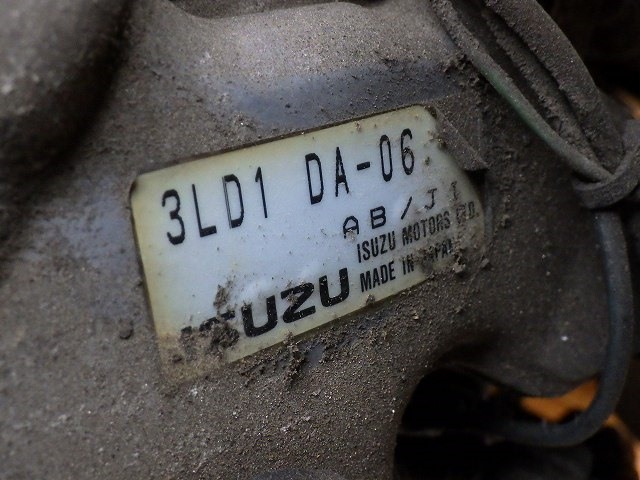 3LD1 DA-06
AB/J1
ISUZU MOTORS LTD.
MADE IN JAPAN
ISUZU